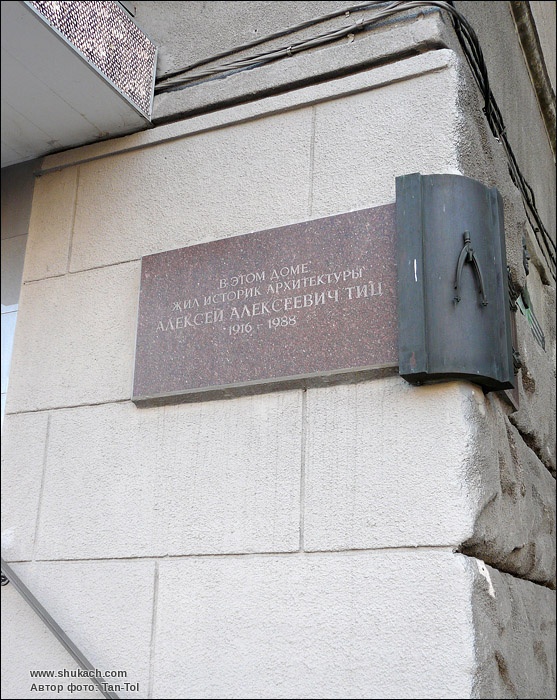 В ЭТОМ ДОМЕ
ЖИЛ ИСТОРИК АРХИТЕКТУРЫ
АЛЕКСЕЙ АЛЕКСЕЕВИЧ ТИЦ
1916 - 1988
www.shukach.com
Автор фото: Tan-Tol